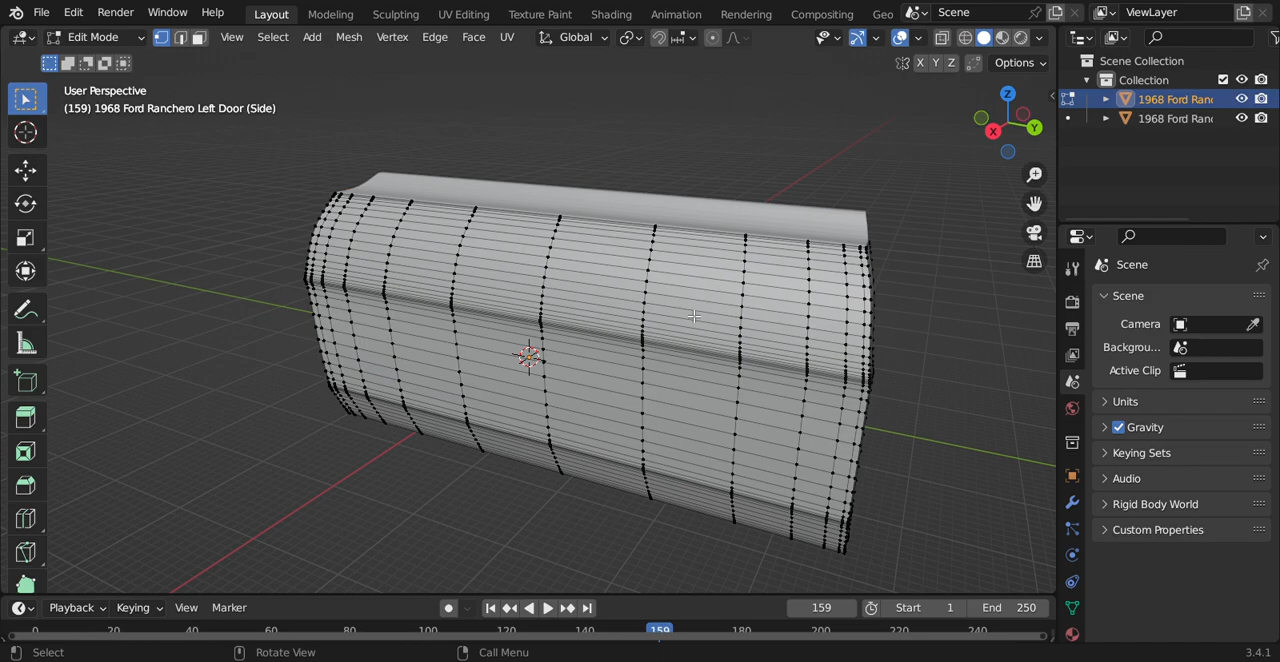 File Edit Render Window Help Layout Modeling Sculpting UV Editing Texture Paint Shading Animation Rendering Compositing Geo Scene ViewLayer
Edit Mode View Select Add Mesh Vertex Edge Face UV Global
X Y Z Options
User Perspective
(159) 1968 Ford Ranchero Left Door (Side)
Z
Y
X
Scene Collection
Collection
1968 Ford Ranc
1968 Ford Ranc
Scene
Scene
Camera
Backgrou...
Active Clip
Units
Gravity
Keying Sets
Audio
Rigid Body World
Custom Properties
Playback Keying View Marker 159 Start 1 End 250
0 20 40 60 80 100 120 140 159 180 200 220 240
Select Rotate View Call Menu 3.4.1